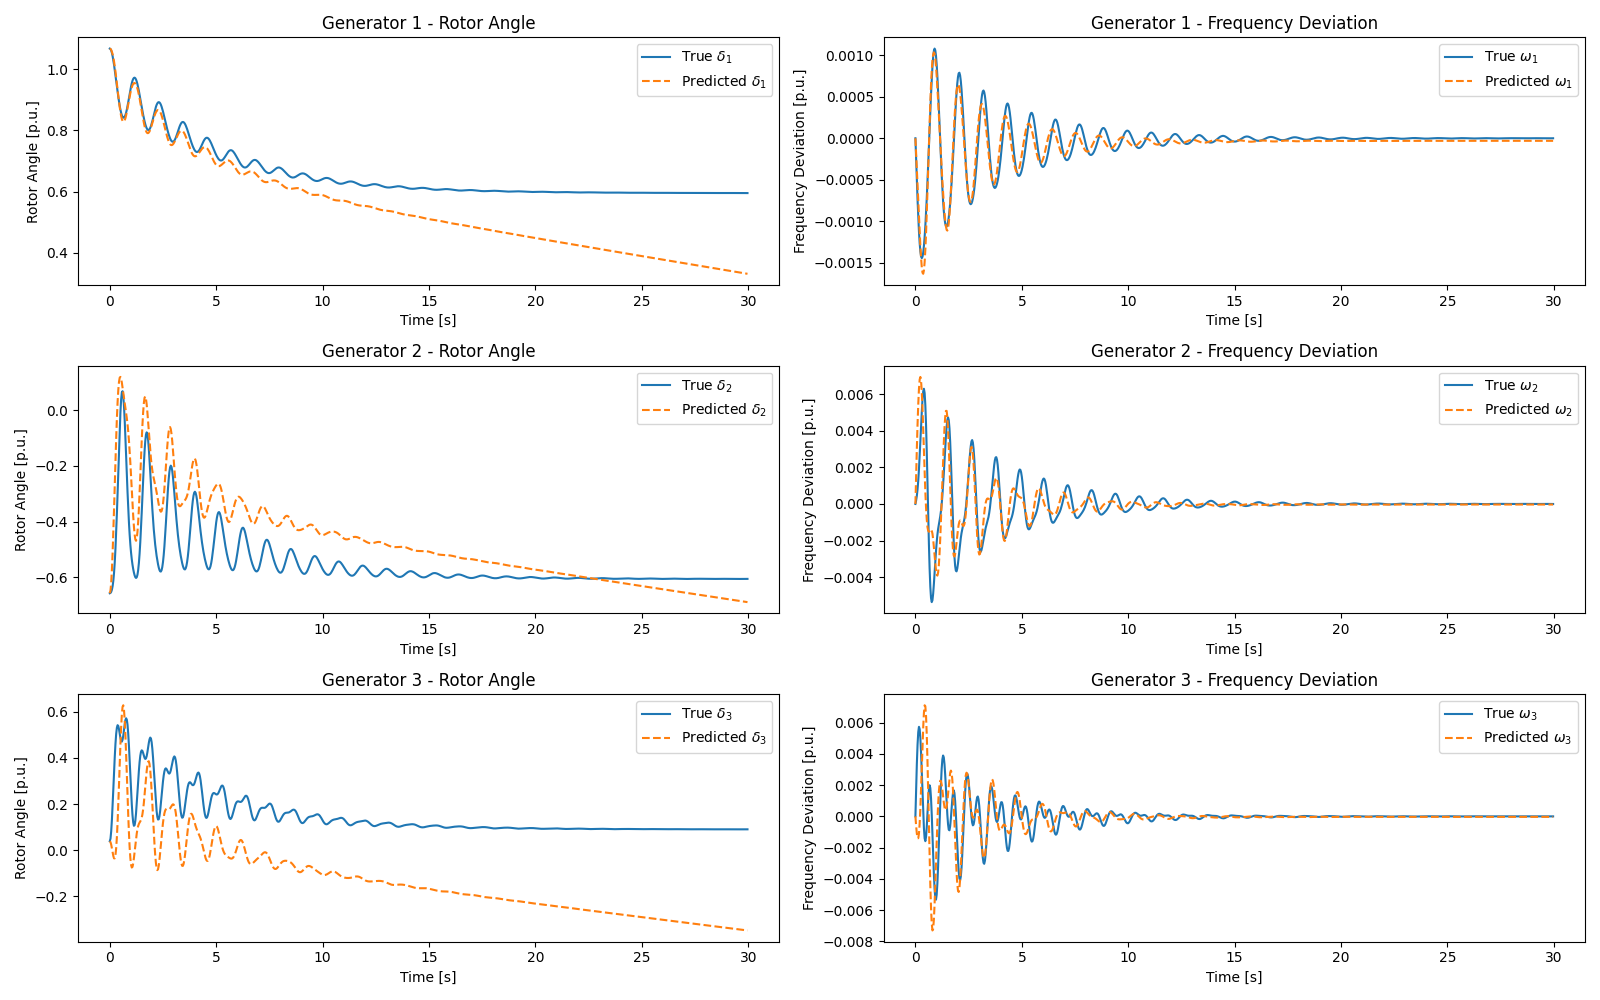 Generator 1 - Rotor Angle
Rotor Angle [p.u.]
1.0
0.8
0.6
0.4
True δ₁
Predicted δ₁
0 5 10 15 20 25 30
Time [s]
Generator 1 - Frequency Deviation
Frequency Deviation [p.u.]
0.0010
0.0005
0.0000
−0.0005
−0.0010
−0.0015
True ω₁
Predicted ω₁
0 5 10 15 20 25 30
Time [s]
Generator 2 - Rotor Angle
Rotor Angle [p.u.]
0.0
−0.2
−0.4
−0.6
True δ₂
Predicted δ₂
0 5 10 15 20 25 30
Time [s]
Generator 2 - Frequency Deviation
Frequency Deviation [p.u.]
0.006
0.004
0.002
0.000
−0.002
−0.004
True ω₂
Predicted ω₂
0 5 10 15 20 25 30
Time [s]
Generator 3 - Rotor Angle
Rotor Angle [p.u.]
0.6
0.4
0.2
0.0
−0.2
True δ₃
Predicted δ₃
0 5 10 15 20 25 30
Time [s]
Generator 3 - Frequency Deviation
Frequency Deviation [p.u.]
0.006
0.004
0.002
0.000
−0.002
−0.004
−0.006
−0.008
True ω₃
Predicted ω₃
0 5 10 15 20 25 30
Time [s]